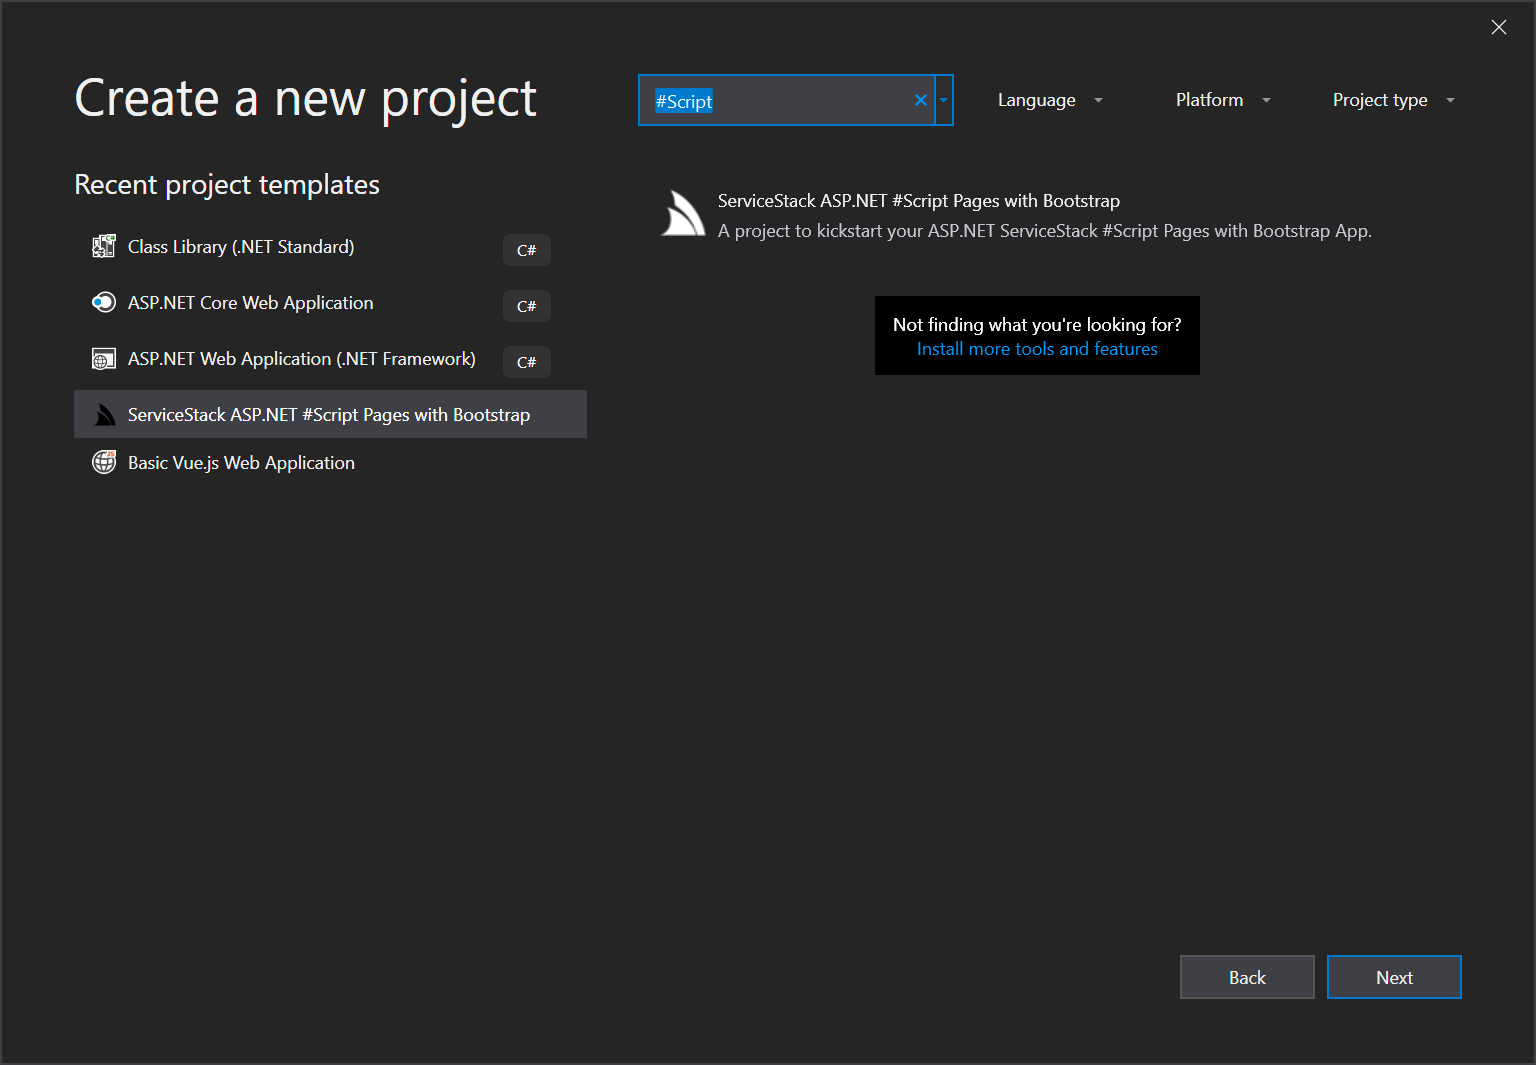 Create a new project
#Script
Language
Platform
Project type
Recent project templates
Class Library (.NET Standard)
C#
ASP.NET Core Web Application
C#
ASP.NET Web Application (.NET Framework)
C#
ServiceStack ASP.NET #Script Pages with Bootstrap
Basic Vue.js Web Application
ServiceStack ASP.NET #Script Pages with Bootstrap
A project to kickstart your ASP.NET ServiceStack #Script Pages with Bootstrap App.
Not finding what you're looking for?
Install more tools and features
Back
Next